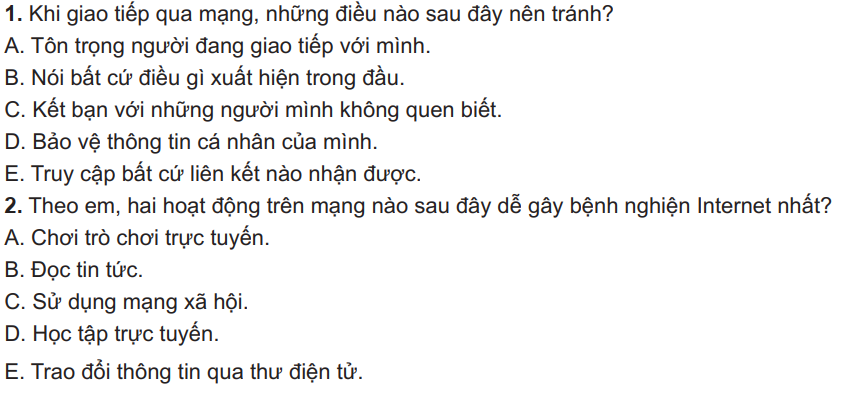 1. Khi giao tiếp qua mạng, những điều nào sau đây nên tránh?
A. Tôn trọng người đang giao tiếp với mình.
B. Nói bất cứ điều gì xuất hiện trong đầu.
C. Kết bạn với những người mình không quen biết.
D. Bảo vệ thông tin cá nhân của mình.
E. Truy cập bất cứ liên kết nào nhận được.
2. Theo em, hai hoạt động trên mạng nào sau đây dễ gây bệnh nghiện Internet nhất?
A. Chơi trò chơi trực tuyến.
B. Đọc tin tức.
C. Sử dụng mạng xã hội.
D. Học tập trực tuyến.
E. Trao đổi thông tin qua thư điện tử.